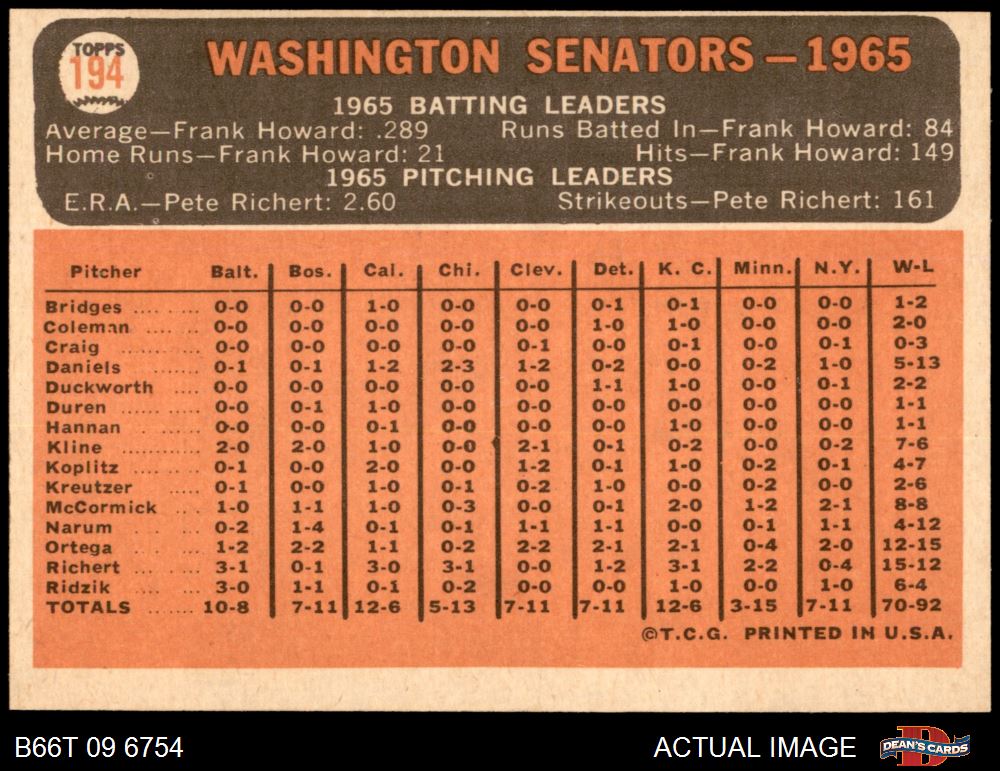 TOPPS
194
WASHINGTON SENATORS – 1965
1965 BATTING LEADERS
Average—Frank Howard: .289 Runs Batted In—Frank Howard: 84
Home Runs—Frank Howard: 21 Hits—Frank Howard: 149
1965 PITCHING LEADERS
E.R.A.—Pete Richert: 2.60 Strikeouts—Pete Richert: 161
Pitcher Balt. Bos. Cal. Chi. Clev. Det. K. C. Minn. N.Y. W-L
Bridges .... ........ 0-0 0-0 1-0 0-0 0-0 0-1 0-1 0-0 0-0 1-2
Coleman .... .... 0-0 0-0 0-0 0-0 0-0 1-0 1-0 0-0 0-0 2-0
Craig ...... ........ 0-0 0-0 0-0 0-0 0-1 0-0 0-1 0-0 0-1 0-3
Daniels ....... 0-1 0-1 1-2 2-3 1-2 0-2 0-0 0-2 1-0 5-13
Duckworth .... .... 0-0 0-0 0-0 0-0 0-0 1-1 1-0 0-0 0-1 2-2
Duren ...... ...... 0-0 0-1 1-0 0-0 0-0 0-0 0-0 0-0 0-0 1-1
Hannan .... ..... 0-0 0-0 0-1 0-0 0-0 0-0 1-0 0-0 0-0 1-1
Kline ............ 2-0 2-0 1-0 0-0 2-1 0-1 0-2 0-0 0-2 7-6
Koplitz ........... 0-1 0-0 2-0 0-0 1-2 0-1 1-0 0-2 0-1 4-7
Kreutzer ..... 0-1 0-0 1-0 0-1 0-2 1-0 0-0 0-2 0-0 2-6
McCormick .... ... 1-0 1-1 1-0 0-3 0-0 0-1 2-0 1-2 2-1 8-8
Narum .... ... 0-2 1-4 0-1 0-1 1-1 1-1 0-0 0-1 1-1 4-12
Ortega .... ... 1-2 2-2 1-1 0-2 2-2 2-1 2-1 0-4 2-0 12-15
Richert .... .... 3-1 0-1 3-0 3-1 0-0 1-2 3-1 2-2 0-4 15-12
Ridzik .... .... 3-0 1-1 0-1 0-2 0-0 0-0 1-0 0-0 1-0 6-4
TOTALS ........ 10-8 7-11 12-6 5-13 7-11 7-11 12-6 3-15 7-11 70-92
©T.C.G. PRINTED IN U.S.A.
B66T 09 6754 ACTUAL IMAGE DEAN'S CARDS